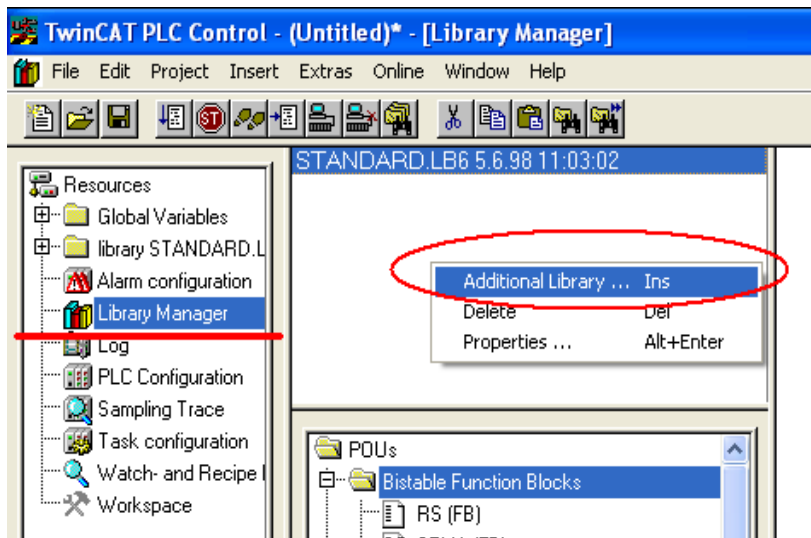 TwinCAT PLC Control - (Untitled)* - [Library Manager]
File Edit Project Insert Extras Online Window Help
ST
STANDARD.LB6 5.6.98 11:03:02
Resources
Global Variables
library STANDARD.L
Alarm configuration
Library Manager
Log
PLC Configuration
Sampling Trace
Task configuration
Watch- and Recipe
Workspace
Additional Library ... Ins
Delete Del
Properties ... Alt+Enter
POUs
Bistable Function Blocks
RS (FB)